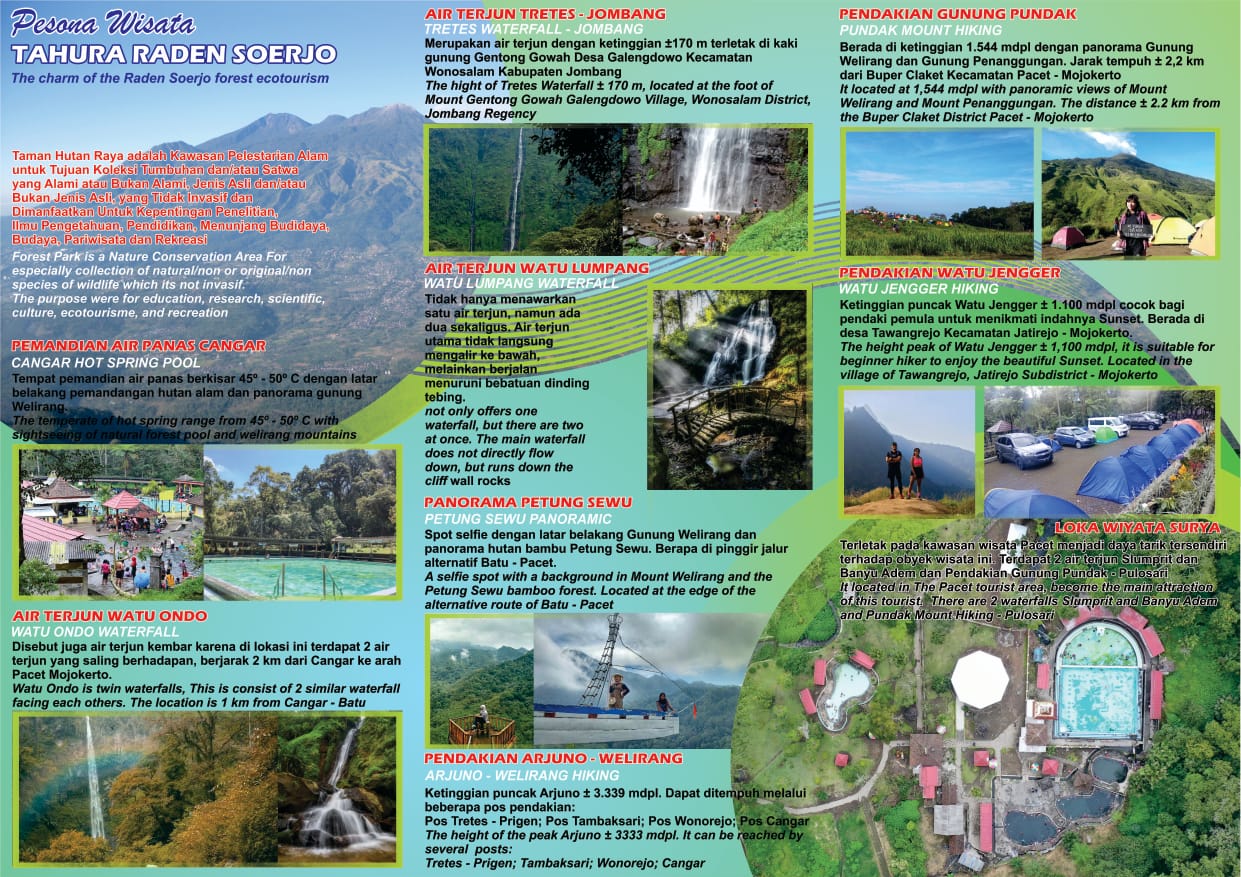 Pesona Wisata
TAHURA RADEN SOERJO
The charm of the Raden Soerjo forest ecotourism
Taman Hutan Raya adalah Kawasan Pelestarian Alam
untuk Tujuan Koleksi Tumbuhan dan/atau Satwa
yang Alami atau Bukan Alami, Jenis Asli dan/atau
Bukan Jenis Asli, yang Tidak Invasif dan
Dimanfaatkan Untuk Kepentingan Penelitian,
Ilmu Pengetahuan, Pendidikan, Menunjang Budidaya,
Budaya, Pariwisata dan Rekreasi
Forest Park is a Nature Conservation Area For
especially collection of natural/non or original/non
species of wildlife which its not invasif.
The purpose were for education, research, scientific,
culture, ecotourisme, and recreation
PEMANDIAN AIR PANAS CANGAR
CANGAR HOT SPRING POOL
Tempat pemandian air panas berkisar 45º - 50º C dengan latar
belakang pemandangan hutan alam dan panorama gunung
Welirang.
The temperate of hot spring range from 45º - 50º C with
sightseeing of natural forest pool and welirang mountains
AIR TERJUN WATU ONDO
WATU ONDO WATERFALL
Disebut juga air terjun kembar karena di lokasi ini terdapat 2 air
terjun yang saling berhadapan, berjarak 2 km dari Cangar ke arah
Pacet Mojokerto.
Watu Ondo is twin waterfalls, This is consist of 2 similar waterfall
facing each others. The location is 1 km from Cangar - Batu
AIR TERJUN TRETES - JOMBANG
TRETES WATERFALL - JOMBANG
Merupakan air terjun dengan ketinggian ±170 m terletak di kaki
gunung Gentong Gowah Desa Galengdowo Kecamatan
Wonosalam Kabupaten Jombang
The hight of Tretes Waterfall ± 170 m, located at the foot of
Mount Gentong Gowah Galengdowo Village, Wonosalam District,
Jombang Regency
AIR TERJUN WATU LUMPANG
WATU LUMPANG WATERFALL
Tidak hanya menawarkan
satu air terjun, namun ada
dua sekaligus. Air terjun
utama tidak langsung
mengalir ke bawah,
melainkan berjalan
menuruni bebatuan dinding
tebing.
not only offers one
waterfall, but there are two
at once. The main waterfall
does not directly flow
down, but runs down the
cliff wall rocks
PANORAMA PETUNG SEWU
PETUNG SEWU PANORAMIC
Spot selfie dengan latar belakang Gunung Welirang dan
panorama hutan bambu Petung Sewu. Berapa di pinggir jalur
alternatif Batu - Pacet.
A selfie spot with a background in Mount Welirang and the
Petung Sewu bamboo forest. Located at the edge of the
alternative route of Batu - Pacet
PENDAKIAN ARJUNO - WELIRANG
ARJUNO - WELIRANG HIKING
Ketinggian puncak Arjuno ± 3.339 mdpl. Dapat ditempuh melalui
beberapa pos pendakian:
Pos Tretes - Prigen; Pos Tambaksari; Pos Wonorejo; Pos Cangar
The height of the peak Arjuno ± 3333 mdpl. It can be reached by
several posts:
Tretes - Prigen; Tambaksari; Wonorejo; Cangar
PENDAKIAN GUNUNG PUNDAK
PUNDAK MOUNT HIKING
Berada di ketinggian 1.544 mdpl dengan panorama Gunung
Welirang dan Gunung Penanggungan. Jarak tempuh ± 2,2 km
dari Buper Claket Kecamatan Pacet - Mojokerto
It located at 1,544 mdpl with panoramic views of Mount
Welirang and Mount Penanggungan. The distance ± 2.2 km from
the Buper Claket District Pacet - Mojokerto
PENDAKIAN WATU JENGGER
WATU JENGGER HIKING
Ketinggian puncak Watu Jengger ± 1.100 mdpl cocok bagi
pendaki pemula untuk menikmati indahnya Sunset. Berada di
desa Tawangrejo Kecamatan Jatirejo - Mojokerto.
The height peak of Watu Jengger ± 1,100 mdpl, it is suitable for
beginner hiker to enjoy the beautiful Sunset. Located in the
village of Tawangrejo, Jatirejo Subdistrict - Mojokerto
LOKA WIYATA SURYA
Terletak pada kawasan wisata Pacet menjadi daya tarik tersendiri
terhadap obyek wisata ini. Terdapat 2 air terjun Slumprit dan
Banyu Adem dan Pendakian Gunung Pundak - Pulosari
It located in The Pacet tourist area, become the main attraction
of this tourist. There are 2 waterfalls Slumprit and Banyu Adem
and Pundak Mount Hiking - Pulosari